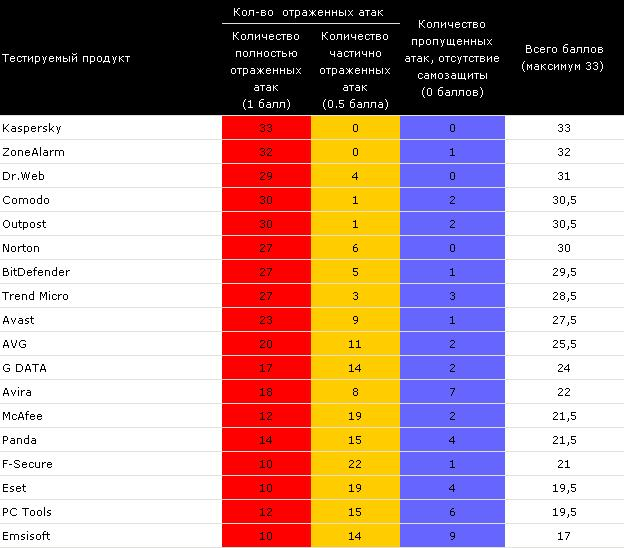 Кол-во отраженных атак
Тестируемый продукт
Количество
полностью
отраженных
атак
(1 балл)
Количество
частично
отраженных
атак
(0.5 балла)
Количество
пропущенных
атак, отсутствие
самозащиты
(0 баллов)
Всего баллов
(максимум 33)
Kaspersky 33 0 0 33
ZoneAlarm 32 0 1 32
Dr.Web 29 4 0 31
Comodo 30 1 2 30,5
Outpost 30 1 2 30,5
Norton 27 6 0 30
BitDefender 27 5 1 29,5
Trend Micro 27 3 3 28,5
Avast 23 9 1 27,5
AVG 20 11 2 25,5
G DATA 17 14 2 24
Avira 18 8 7 22
McAfee 12 19 2 21,5
Panda 14 15 4 21,5
F-Secure 10 22 1 21
Eset 10 19 4 19,5
PC Tools 12 15 6 19,5
Emsisoft 10 14 9 17